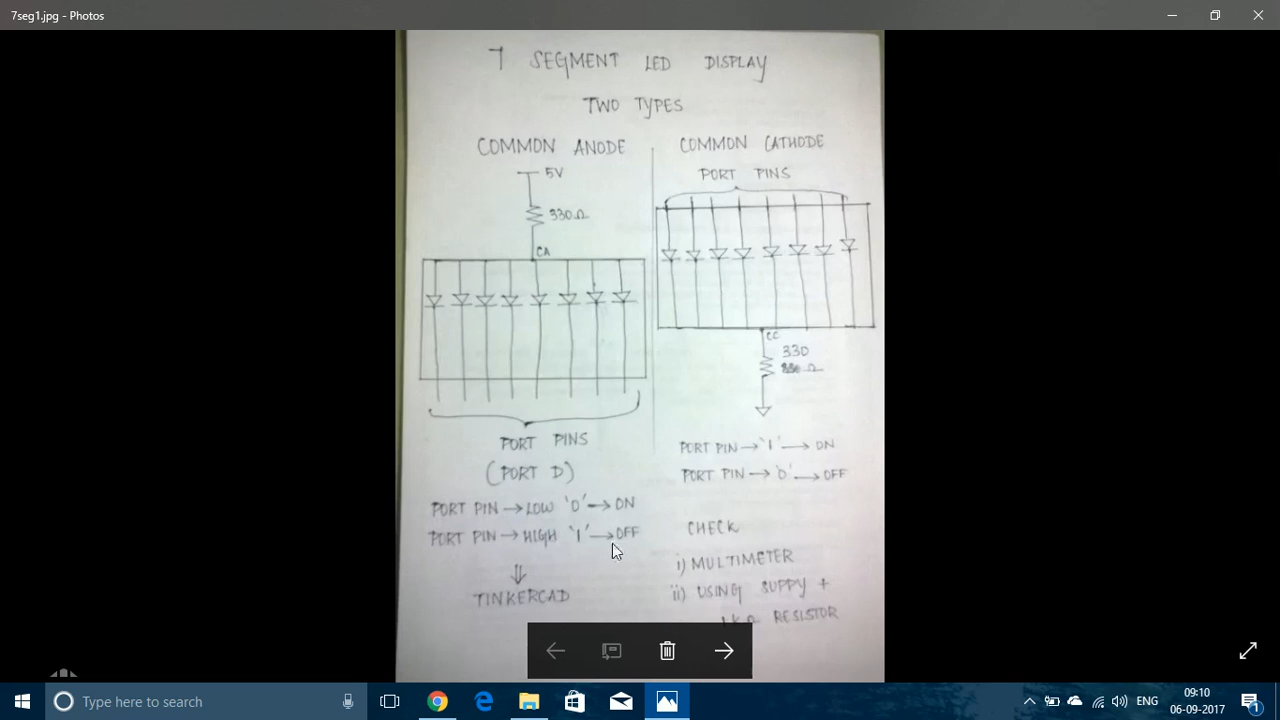 7seg1.jpg - Photos
7 SEGMENT LED DISPLAY
TWO TYPES
COMMON ANODE
5V
330Ω
CA
PORT PINS
(PORT D)
PORT PIN → LOW '0' → ON
PORT PIN → HIGH '1' → OFF
⇓
TINKERCAD
COMMON CATHODE
PORT PINS
CC
330
Ω
PORT PIN → '1' → ON
PORT PIN → '0' → OFF
CHECK
i) MULTIMETER
ii) USING SUPPY +
RESISTOR
Type here to search
ENG
09:10
06-09-2017
1